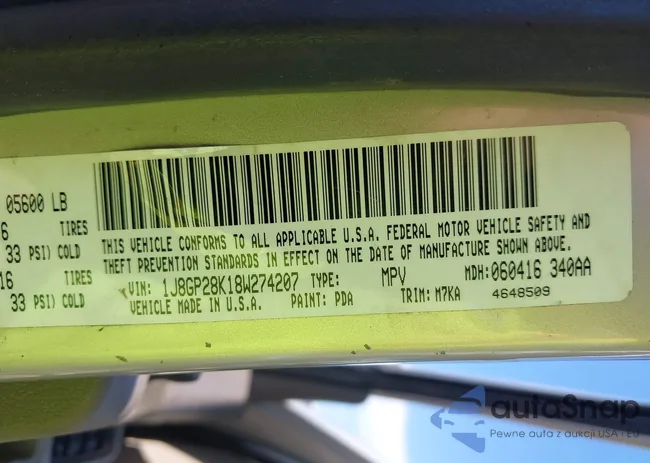 05600 LB
6 TIRES
33 PSI) COLD
16 TIRES
33 PSI) COLD
THIS VEHICLE CONFORMS TO ALL APPLICABLE U.S.A. FEDERAL MOTOR VEHICLE SAFETY AND
THEFT PREVENTION STANDARDS IN EFFECT ON THE DATE OF MANUFACTURE SHOWN ABOVE.
VIN: 1J8GP28K18W274207 TYPE: MPV MDH: 060416 340AA
VEHICLE MADE IN U.S.A. PAINT: PDA TRIM: M7KA 4648509
autoSnap
Pewne auta z aukcji USA i EU